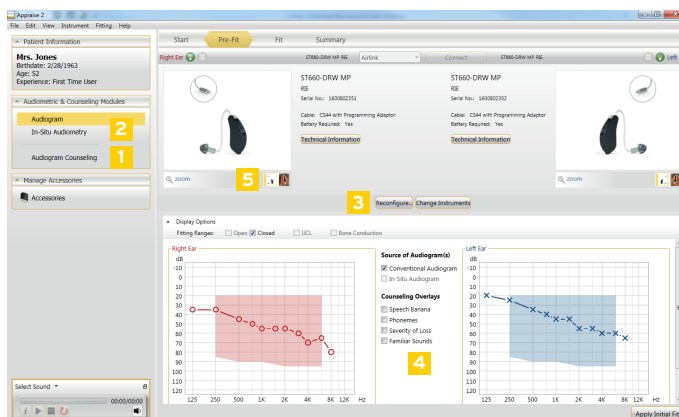 Appraise 2
File Edit View Instrument Fitting Help
Patient Information
Mrs. Jones
Birthdate: 2/28/1963
Age: 52
Experience: First Time User
Audiometric & Counseling Modules
Audiogram
In-Situ Audiometry
2
Audiogram Counseling
1
Manage Accessories
Accessories
Select Sound
00:00/00:00
Start Pre-Fit Fit Summary
Right Ear ST660-DRW MP RIE Airlink Connect ST660-DRW MP RIE Left
ST660-DRW MP
RIE
Serial No.: 1600802351
Cable: CS44 with Programming Adaptor
Battery Required: Yes
Technical Information
ST660-DRW MP
RIE
Serial No.: 1600802352
Cable: CS44 with Programming Adaptor
Battery Required: Yes
Technical Information
zoom
5
zoom
3
Reconfigure... Change Instruments
Display Options
Fitting Ranges: Open Closed UCL Bone Conduction
Right Ear
dB
-10
0
10
20
30
40
50
60
70
80
90
100
110
120
125 250 500 1K 2K 4K 8K 12K Hz
Source of Audiogram(s)
Conventional Audiogram
In-Situ Audiogram
Counseling Overlays
Speech Banana
Phonemes
Severity of Loss
Familiar Sounds
4
Left Ear
dB
-10
0
10
20
30
40
50
60
70
80
90
100
110
120
125 250 500 1K 2K 4K 8K 12K Hz
Apply Initial Fit